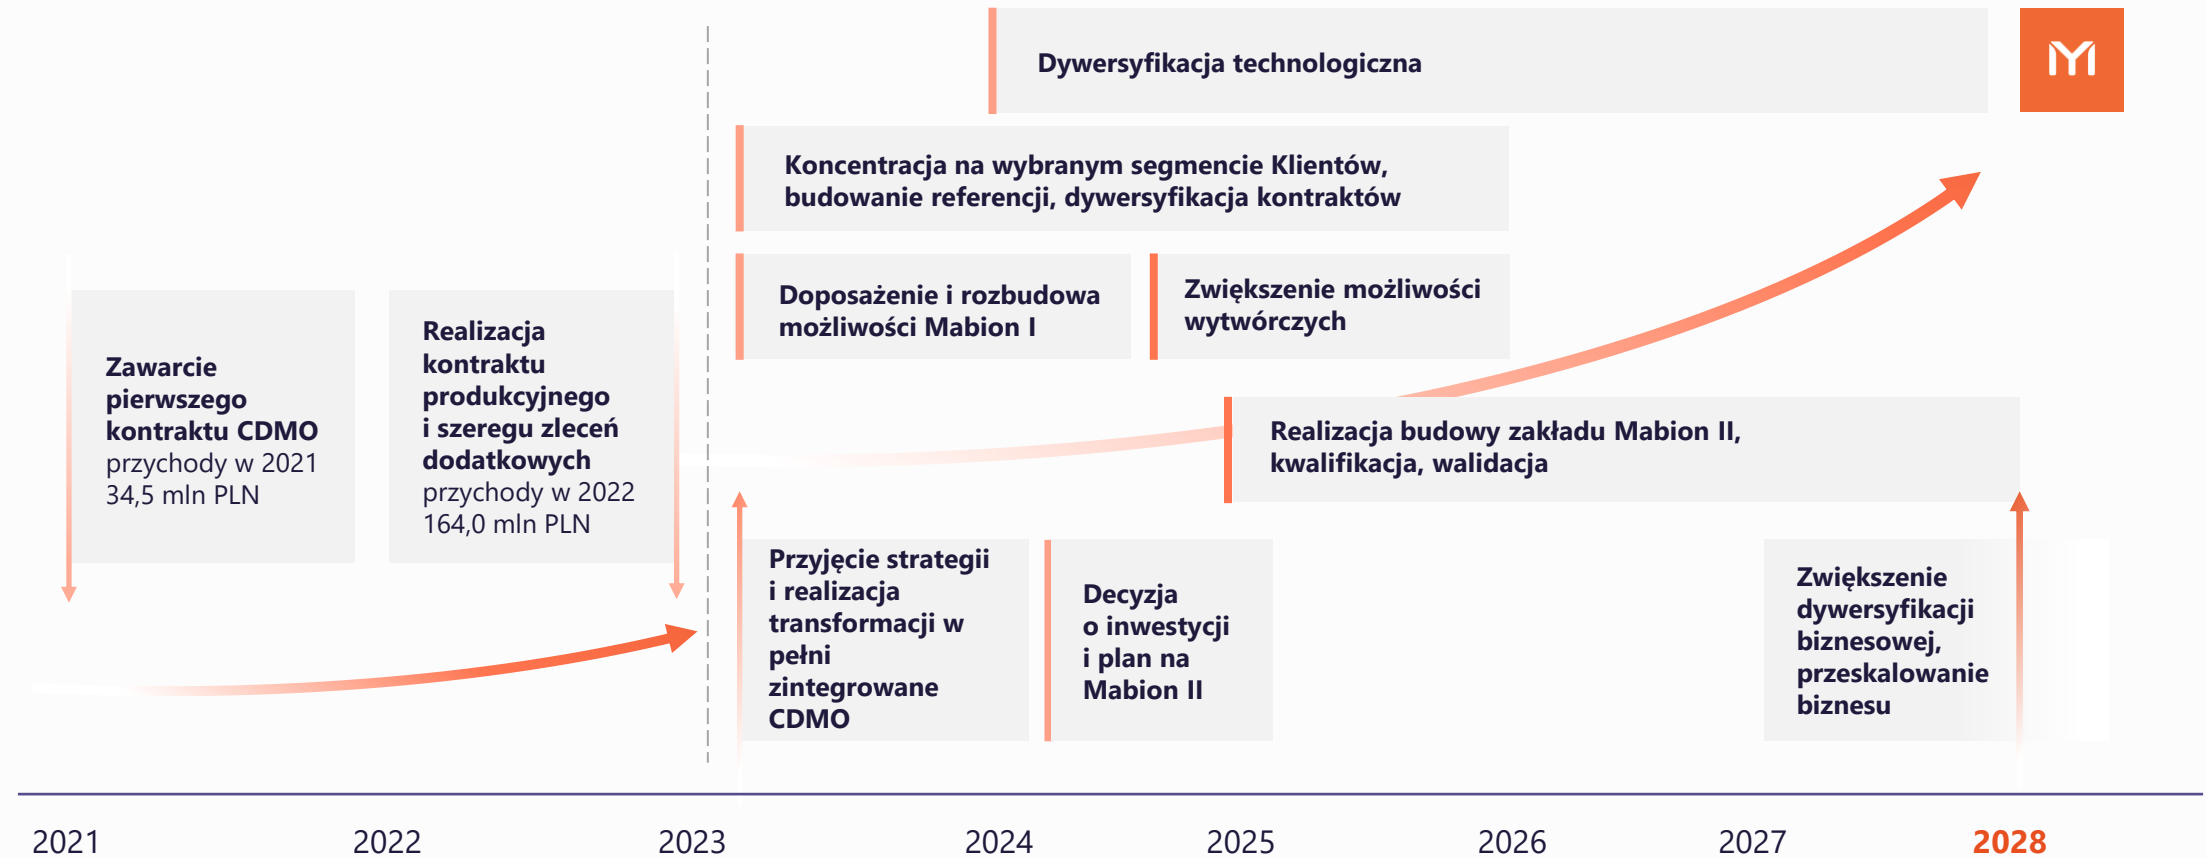 Dywersyfikacja technologiczna
Koncentracja na wybranym segmencie Klientów,
budowanie referencji, dywersyfikacja kontraktów
Doposażenie i rozbudowa
możliwości Mabion I
Zwiększenie możliwości
wytwórczych
Zawarcie
pierwszego
kontraktu CDMO
przychody w 2021
34,5 mln PLN
Realizacja
kontraktu
produkcyjnego
i szeregu zleceń
dodatkowych
przychody w 2022
164,0 mln PLN
Realizacja budowy zakładu Mabion II,
kwalifikacja, walidacja
Przyjęcie strategii
i realizacja
transformacji w
pełni
zintegrowane
CDMO
Decyzja
o inwestycji
i plan na
Mabion II
Zwiększenie
dywersyfikacji
biznesowej,
przeskalowanie
biznesu
2021 2022 2023 2024 2025 2026 2027 2028